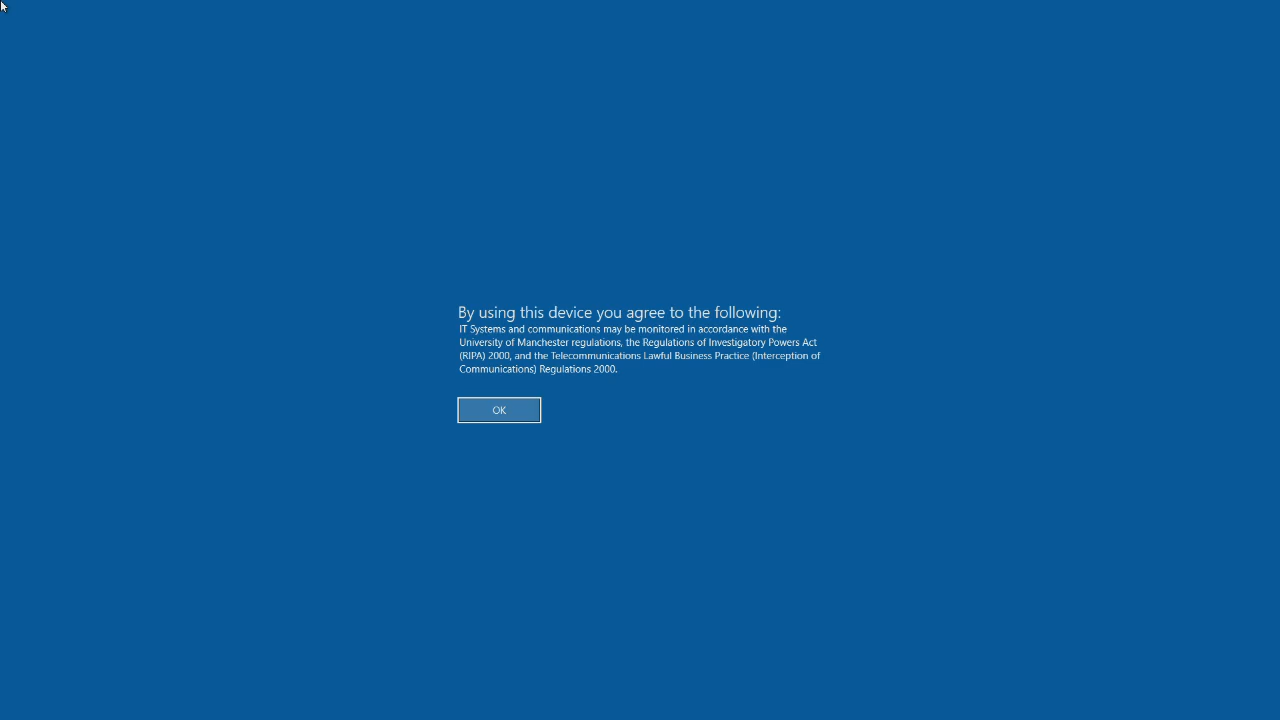 By using this device you agree to the following:
IT Systems and communications may be monitored in accordance with the
University of Manchester regulations, the Regulations of Investigatory Powers Act
(RIPA) 2000, and the Telecommunications Lawful Business Practice (Interception of
Communications) Regulations 2000.
OK